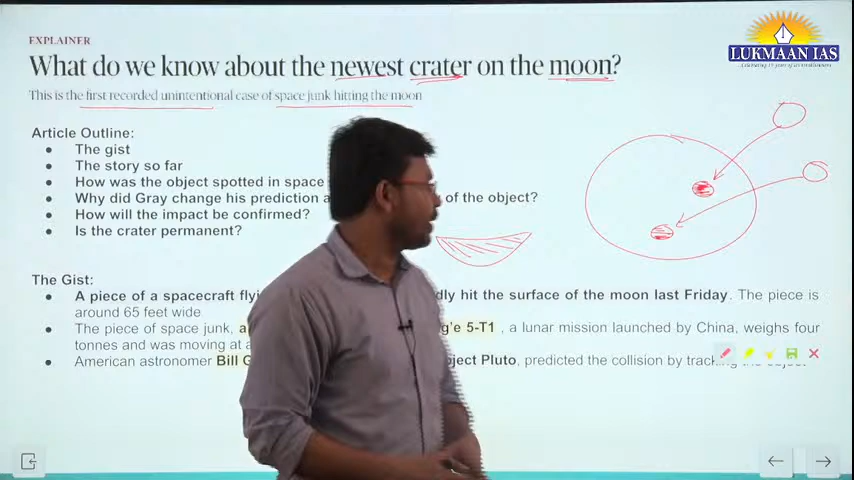 EXPLAINER
What do we know about the newest crater on the moon?
This is the first recorded unintentional case of space junk hitting the moon
LUKMAAN IAS
Article Outline:
The gist
The story so far
How was the object spotted in space
Why did Gray change his prediction a of the object?
How will the impact be confirmed?
Is the crater permanent?
The Gist:
A piece of a spacecraft fly dly hit the surface of the moon last Friday. The piece is
around 65 feet wide
The piece of space junk, a g'e 5-T1 , a lunar mission launched by China, weighs four
tonnes and was moving at a
American astronomer Bill G ject Pluto, predicted the collision by track